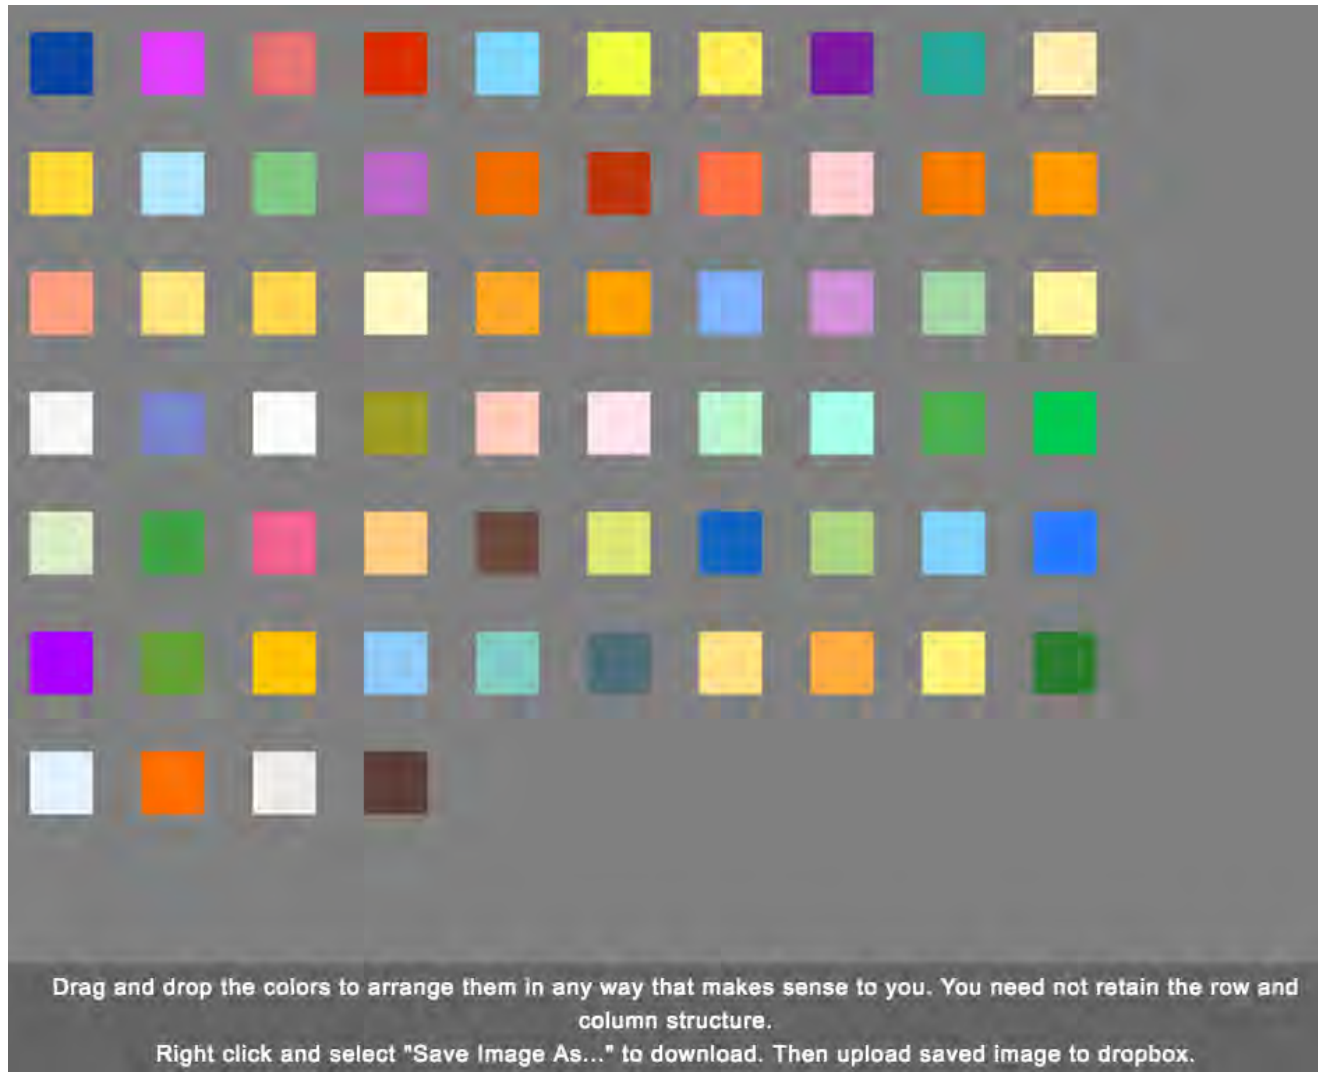 Drag and drop the colors to arrange them in any way that makes sense to you. You need not retain the row and
column structure.
Right click and select "Save Image As..." to download. Then upload saved image to dropbox.